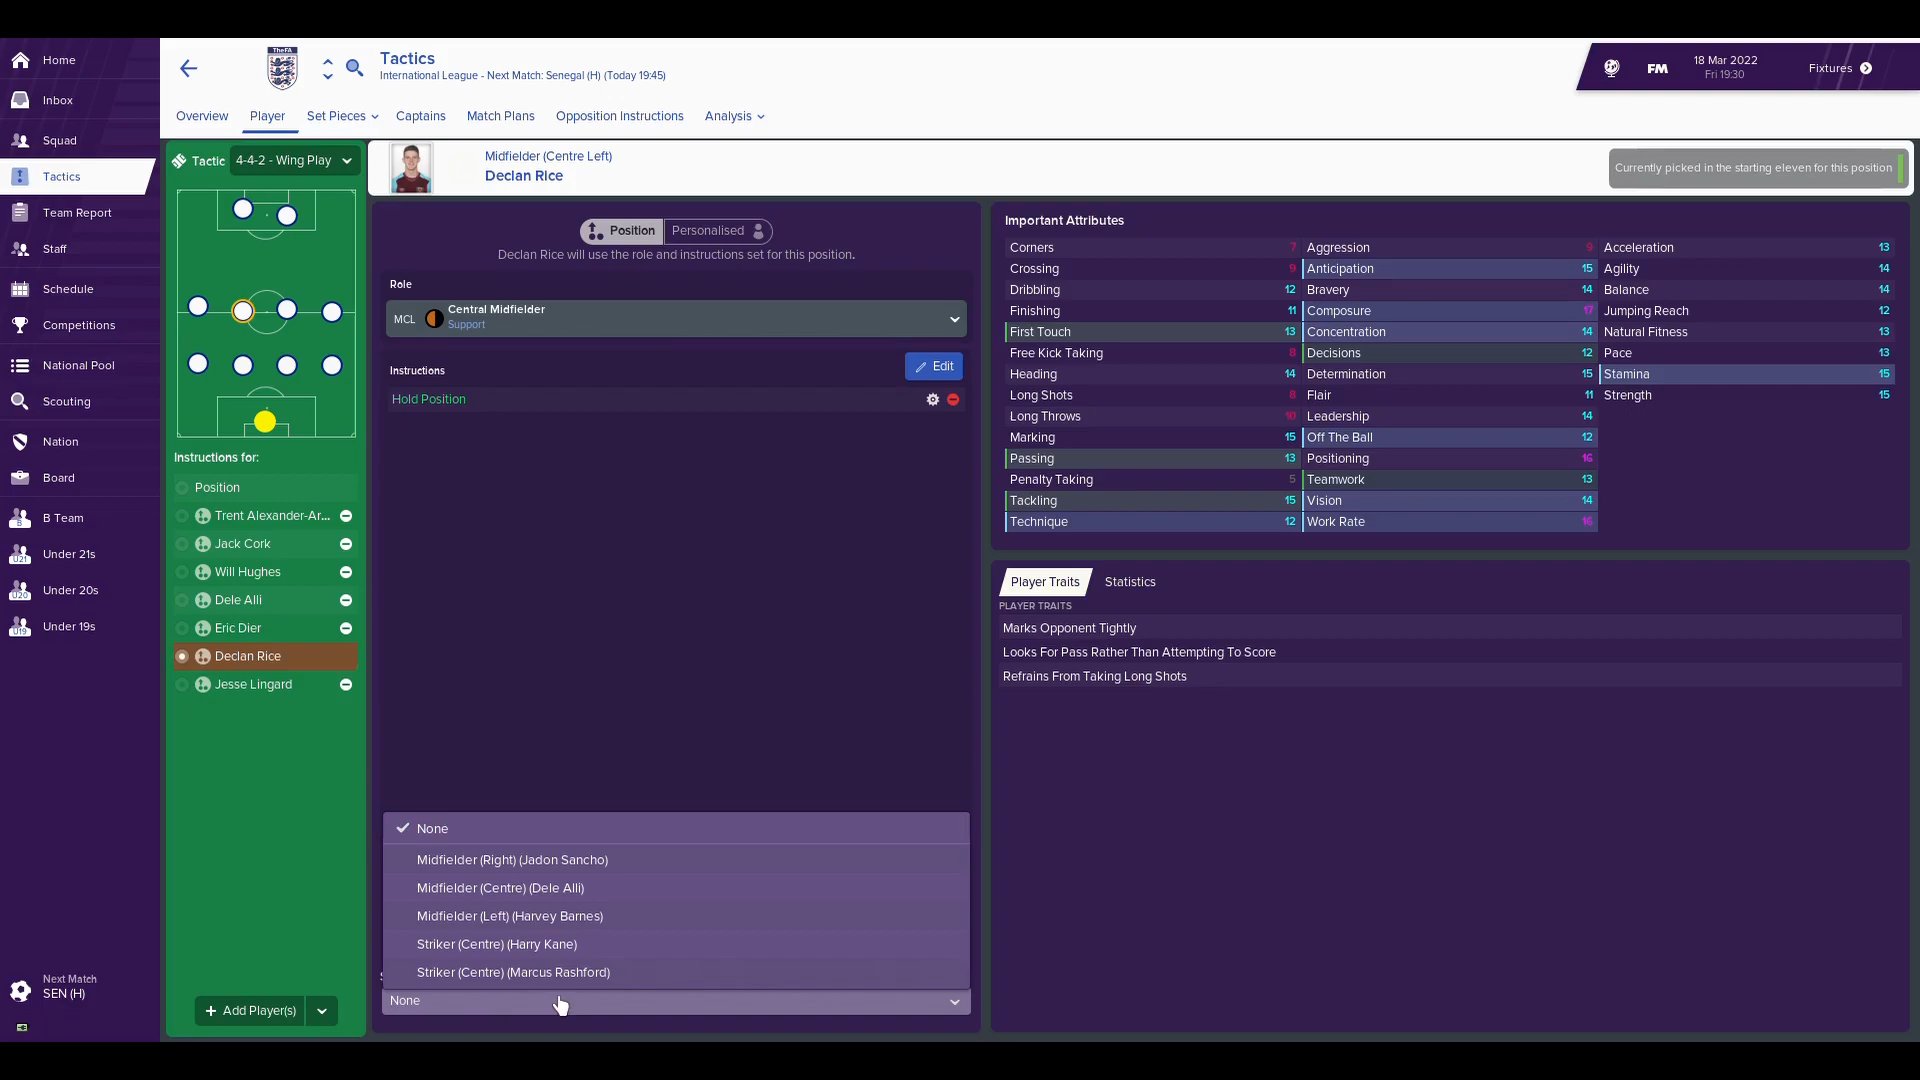 Home
Inbox
Squad
Tactics
Team Report
Staff
Schedule
Competitions
National Pool
Scouting
Nation
Board
B Team
Under 21s
Under 20s
Under 19s
Next Match
SEN (H)
TheFA
Tactics
International League - Next Match: Senegal (H) (Today 19:45)
FM
18 Mar 2022
Fri 19:30
Fixtures
Overview
Player
Set Pieces
Captains
Match Plans
Opposition Instructions
Analysis
Tactic
4-4-2 - Wing Play
Instructions for:
Position
Trent Alexander-Ar...
Jack Cork
Will Hughes
Dele Alli
Eric Dier
Declan Rice
Jesse Lingard
Add Player(s)
Midfielder (Centre Left)
Declan Rice
Currently picked in the starting eleven for this position
Position
Personalised
Declan Rice will use the role and instructions set for this position.
Role
MCL
Central Midfielder
Support
Instructions
Edit
Hold Position
None
Midfielder (Right) (Jadon Sancho)
Midfielder (Centre) (Dele Alli)
Midfielder (Left) (Harvey Barnes)
Striker (Centre) (Harry Kane)
Striker (Centre) (Marcus Rashford)
None
Important Attributes
Corners 7 Aggression 9 Acceleration 13
Crossing 9 Anticipation 15 Agility 14
Dribbling 12 Bravery 14 Balance 14
Finishing 11 Composure 17 Jumping Reach 12
First Touch 13 Concentration 14 Natural Fitness 13
Free Kick Taking 8 Decisions 12 Pace 13
Heading 14 Determination 15 Stamina 15
Long Shots 8 Flair 11 Strength 15
Long Throws 10 Leadership 14
Marking 15 Off The Ball 12
Passing 13 Positioning 16
Penalty Taking 5 Teamwork 13
Tackling 15 Vision 14
Technique 12 Work Rate 16
Player Traits
Statistics
PLAYER TRAITS
Marks Opponent Tightly
Looks For Pass Rather Than Attempting To Score
Refrains From Taking Long Shots